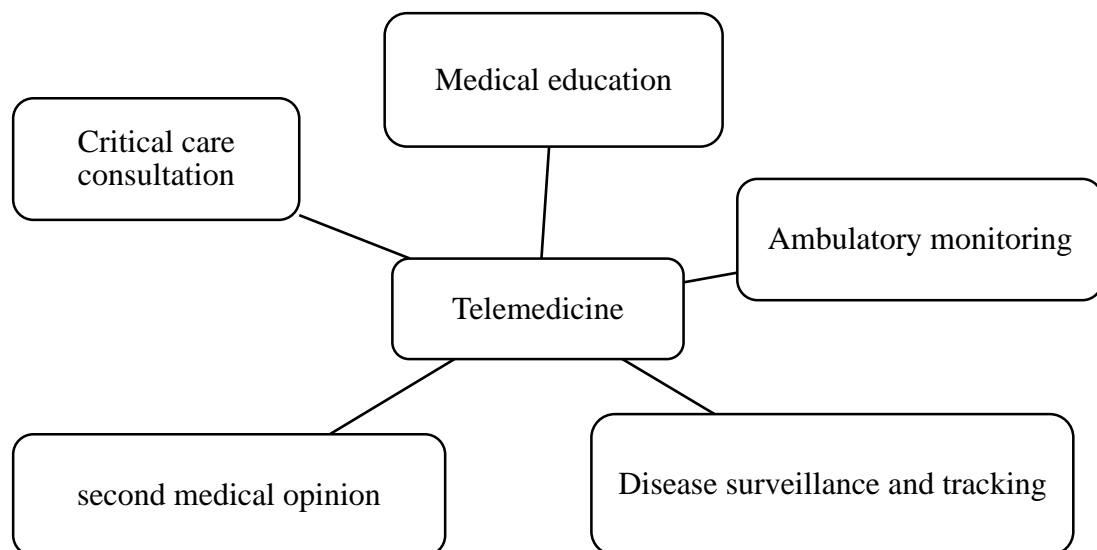 Medical education
Critical care
consultation
Ambulatory monitoring
Telemedicine
second medical opinion
Disease surveillance and tracking